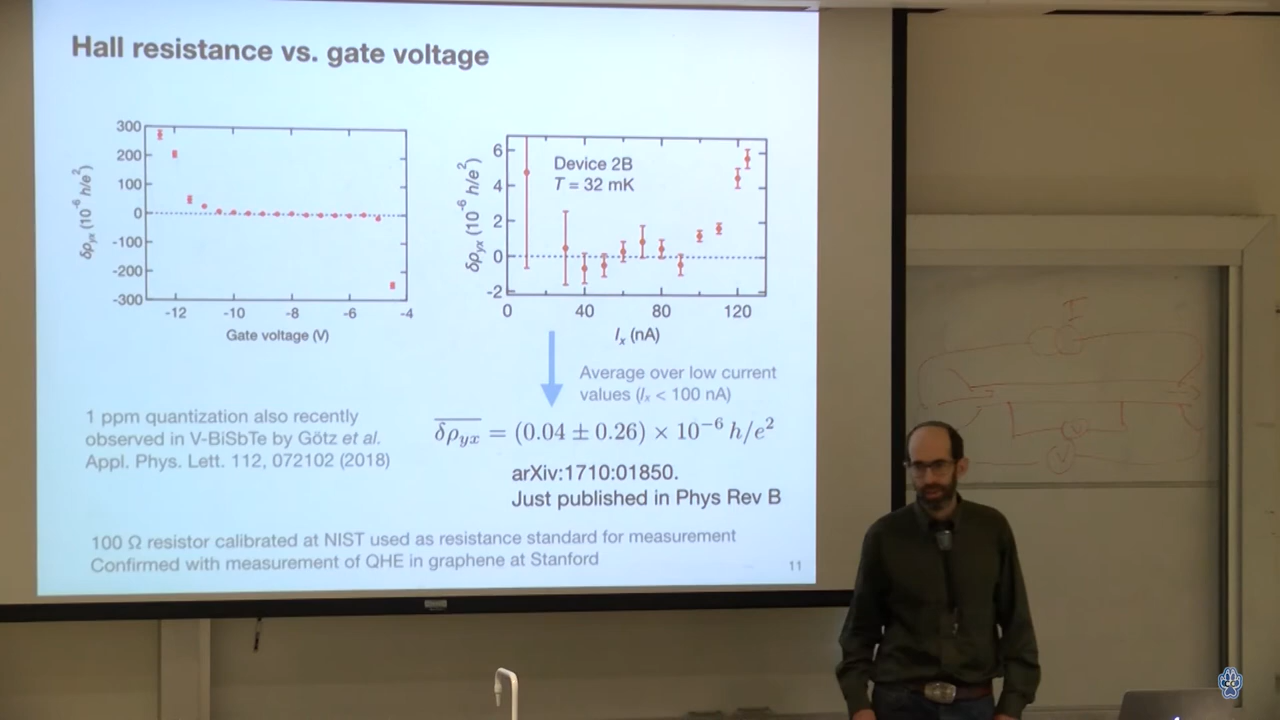 Hall resistance vs. gate voltage
300
200
100
0
-100
-200
-300
δρyx (10⁻⁶ h/e²)
-12
-10
-8
-6
-4
Gate voltage (V)
6
4
2
0
-2
δρyx (10⁻⁶ h/e²)
Device 2B
T = 32 mK
0
40
80
120
Ix (nA)
Average over low current
values (Ix < 100 nA)
δρyx = (0.04 ± 0.26) × 10⁻⁶ h/e²
1 ppm quantization also recently
observed in V-BiSbTe by Götz et al.
Appl. Phys. Lett. 112, 072102 (2018)
arXiv:1710:01850.
Just published in Phys Rev B
100 Ω resistor calibrated at NIST used as resistance standard for measurement
Confirmed with measurement of QHE in graphene at Stanford
11
I
V